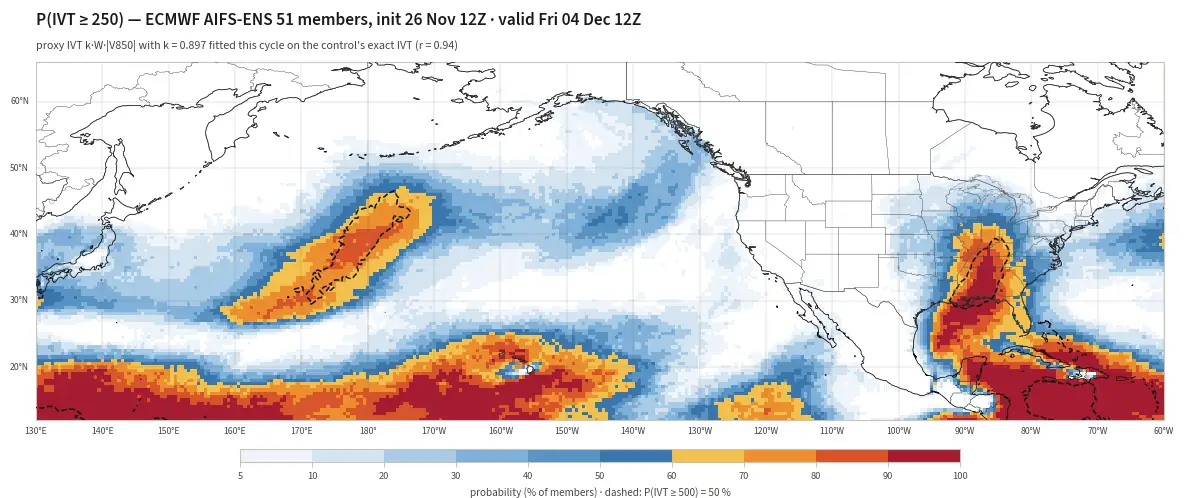 P(IVT ≥ 250) — ECMWF AIFS-ENS 51 members, init 26 Nov 12Z · valid Fri 04 Dec 12Z
proxy IVT k·W·|V850| with k = 0.897 fitted this cycle on the control's exact IVT (r = 0.94)
60°N
50°N
40°N
30°N
20°N
130°E 140°E 150°E 160°E 170°E 180° 170°W 160°W 150°W 140°W 130°W 120°W 110°W 100°W 90°W 80°W 70°W 60°W
5 10 20 30 40 50 60 70 80 90 100
probability (% of members) · dashed: P(IVT ≥ 500) = 50 %